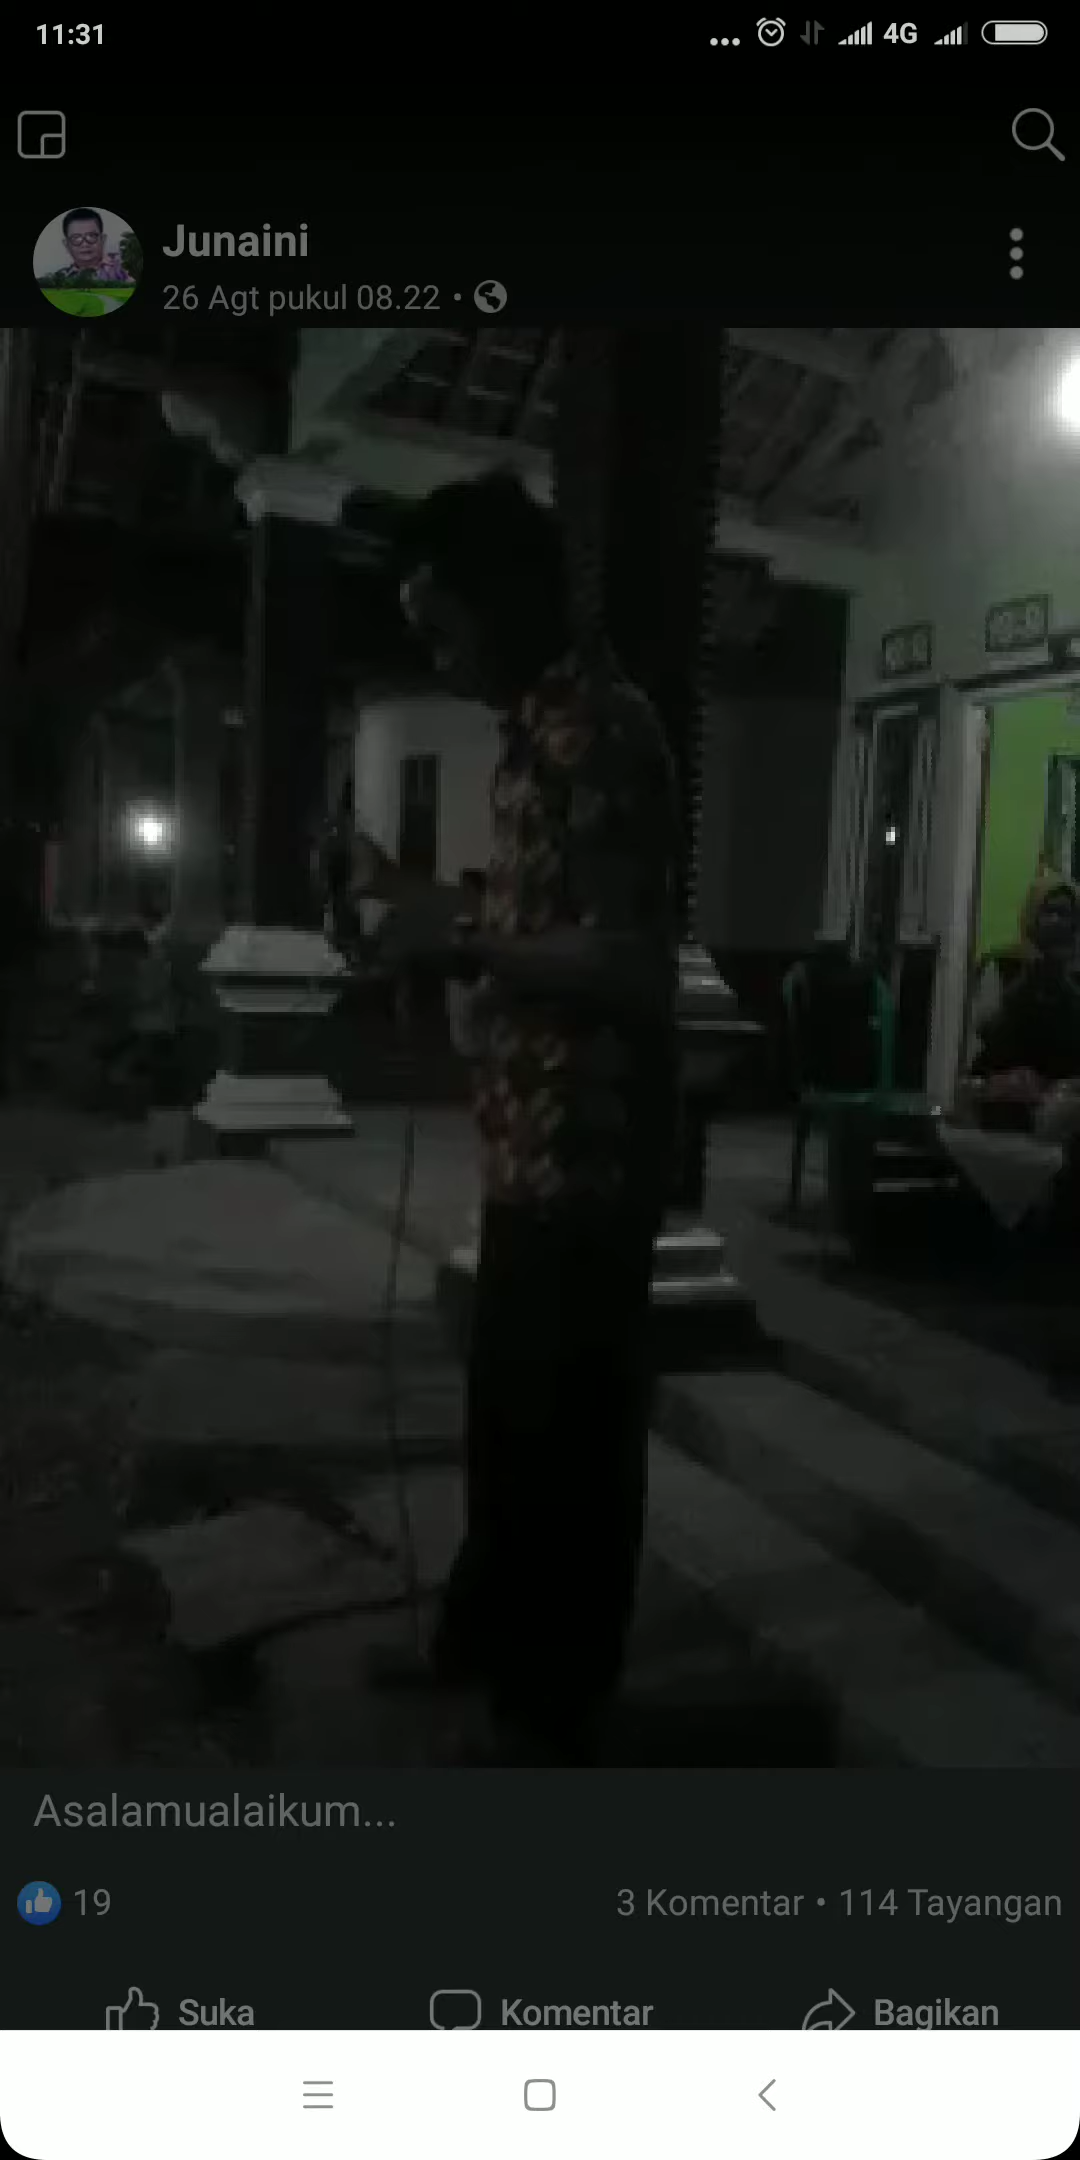 11:31
4G
Junaini
26 Agt pukul 08.22 •
Asalamualaikum...
19
3 Komentar • 114 Tayangan
Suka
Komentar
Bagikan